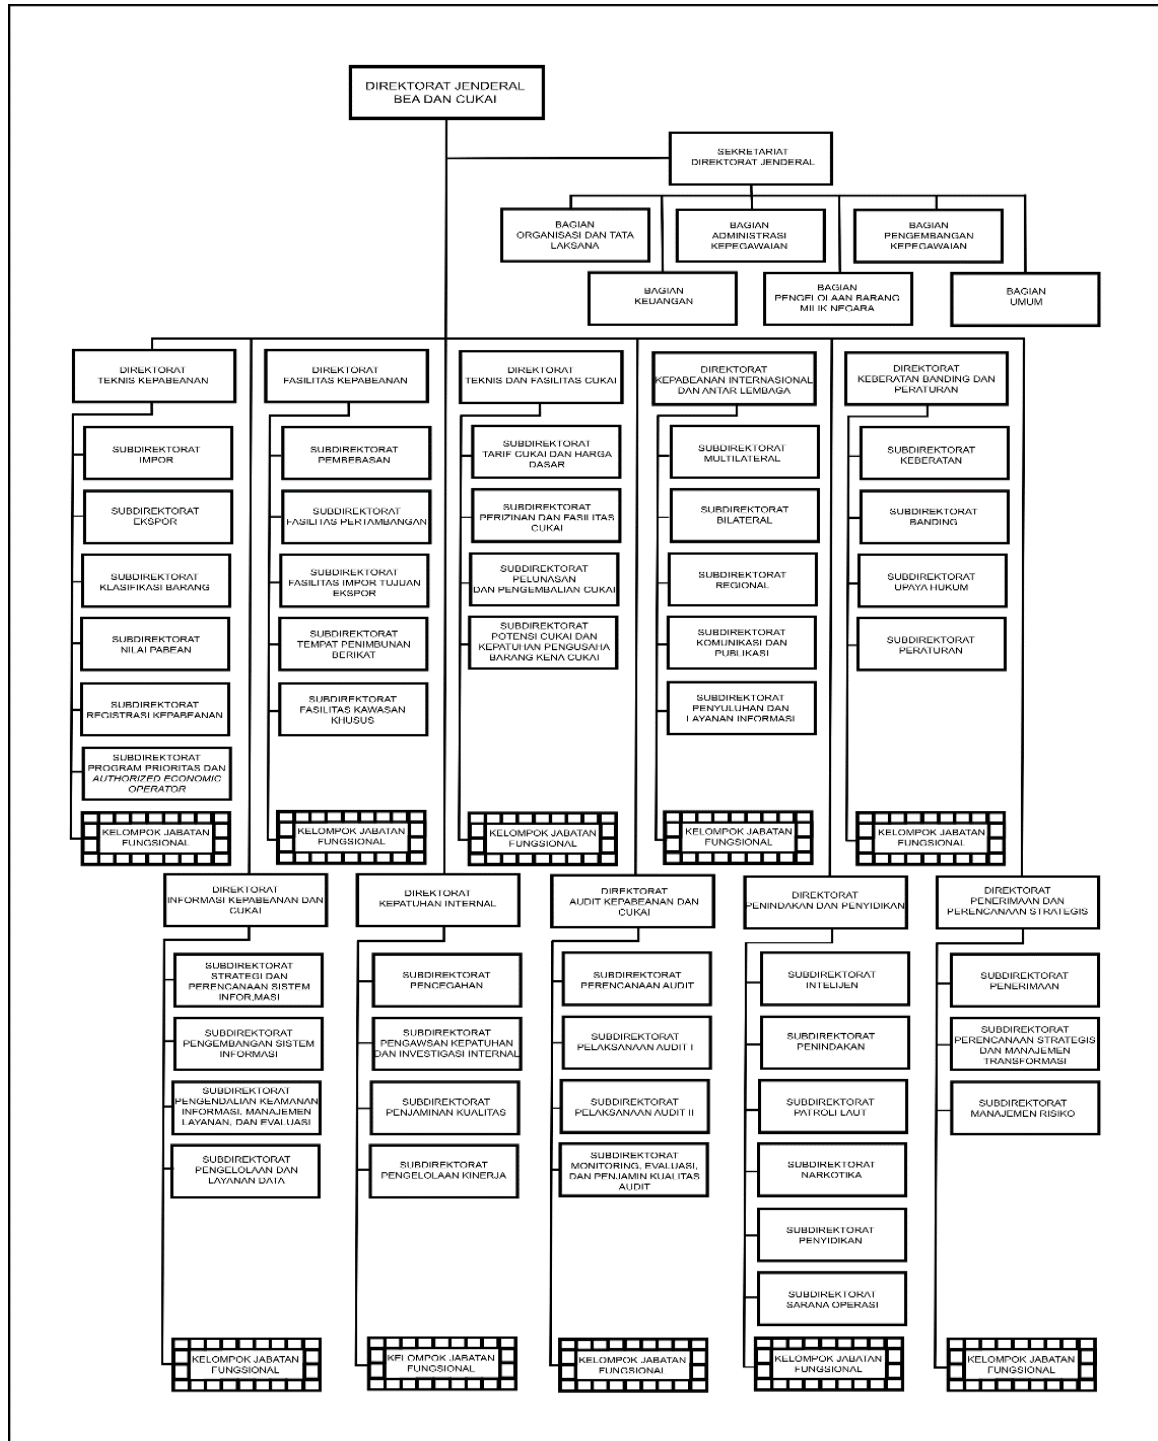 DIREKTORAT JENDERAL
BEA DAN CUKAI
SEKRETARIAT
DIREKTORAT JENDERAL
BAGIAN
ORGANISASI DAN TATA
LAKSANA
BAGIAN
ADMINISTRASI
KEPEGAWAIAN
BAGIAN
PENGEMBANGAN
KEPEGAWAIAN
BAGIAN
KEUANGAN
BAGIAN
PENGELOLAAN BARANG
MILIK NEGARA
BAGIAN
UMUM
DIREKTORAT
TEKNIS KEPABEANAN
SUBDIREKTORAT
IMPOR
SUBDIREKTORAT
EKSPOR
SUBDIREKTORAT
KLASIFIKASI BARANG
SUBDIREKTORAT
NILAI PABEAN
SUBDIREKTORAT
REGISTRASI KEPABEANAN
SUBDIREKTORAT
PROGRAM PRIORITAS DAN
AUTHORIZED ECONOMIC
OPERATOR
KELOMPOK JABATAN
FUNGSIONAL
DIREKTORAT
FASILITAS KEPABEANAN
SUBDIREKTORAT
PEMBEBASAN
SUBDIREKTORAT
FASILITAS PERTAMBANGAN
SUBDIREKTORAT
FASILITAS IMPOR TUJUAN
EKSPOR
SUBDIREKTORAT
TEMPAT PENIMBUNAN
BERIKAT
SUBDIREKTORAT
FASILITAS KAWASAN
KHUSUS
KELOMPOK JABATAN
FUNGSIONAL
DIREKTORAT
TEKNIS DAN FASILITAS CUKAI
SUBDIREKTORAT
TARIF CUKAI DAN HARGA
DASAR
SUBDIREKTORAT
PERIZINAN DAN FASILITAS
CUKAI
SUBDIREKTORAT
PELUNASAN
DAN PENGEMBALIAN CUKAI
SUBDIREKTORAT
POTENSI CUKAI DAN
KEPATUHAN PENGUSAHA
BARANG KENA CUKAI
KELOMPOK JABATAN
FUNGSIONAL
DIREKTORAT
KEPABEANAN INTERNASIONAL
DAN ANTAR LEMBAGA
SUBDIREKTORAT
MULTILATERAL
SUBDIREKTORAT
BILATERAL
SUBDIREKTORAT
REGIONAL
SUBDIREKTORAT
KOMUNIKASI DAN
PUBLIKASI
SUBDIREKTORAT
PENYULUHAN DAN
LAYANAN INFORMASI
KELOMPOK JABATAN
FUNGSIONAL
DIREKTORAT
KEBERATAN BANDING DAN
PERATURAN
SUBDIREKTORAT
KEBERATAN
SUBDIREKTORAT
BANDING
SUBDIREKTORAT
UPAYA HUKUM
SUBDIREKTORAT
PERATURAN
KELOMPOK JABATAN
FUNGSIONAL
DIREKTORAT
INFORMASI KEPABEANAN DAN
CUKAI
SUBDIREKTORAT
STRATEGI DAN
PERENCANAAN SISTEM
INFOR,MASI
SUBDIREKTORAT
PENGEMBANGAN SISTEM
INFORMASI
SUBDIREKTORAT
PENGENDALIAN KEAMANAN
INFORMASI, MANAJEMEN
LAYANAN, DAN EVALUASI
SUBDIREKTORAT
PENGELOLAAN DAN
LAYANAN DATA
KELOMPOK JABATAN
FUNGSIONAL
DIREKTORAT
KEPATUHAN INTERNAL
SUBDIREKTORAT
PENCEGAHAN
SUBDIREKTORAT
PENGAWSAN KEPATUHAN
DAN INVESTIGASI INTERNAL
SUBDIREKTORAT
PENJAMINAN KUALITAS
SUBDIREKTORAT
PENGELOLAAN KINERJA
KELOMPOK JABATAN
FUNGSIONAL
DIREKTORAT
AUDIT KEPABEANAN DAN
CUKAI
SUBDIREKTORAT
PERENCANAAN AUDIT
SUBDIREKTORAT
PELAKSANAAN AUDIT I
SUBDIREKTORAT
PELAKSANAAN AUDIT II
SUBDIREKTORAT
MONITORING, EVALUASI,
DAN PENJAMIN KUALITAS
AUDIT
KELOMPOK JABATAN
FUNGSIONAL
DIREKTORAT
PENINDAKAN DAN PENYIDIKAN
SUBDIREKTORAT
INTELIJEN
SUBDIREKTORAT
PENINDAKAN
SUBDIREKTORAT
PATROLI LAUT
SUBDIREKTORAT
NARKOTIKA
SUBDIREKTORAT
PENYIDIKAN
SUBDIREKTORAT
SARANA OPERASI
KELOMPOK JABATAN
FUNGSIONAL
DIREKTORAT
PENERIMAAN DAN
PERENCANAAN STRATEGIS
SUBDIREKTORAT
PENERIMAAN
SUBDIREKTORAT
PERENCANAAN STRATEGIS
DAN MANAJEMEN
TRANSFORMASI
SUBDIREKTORAT
MANAJEMEN RISIKO
KELOMPOK JABATAN
FUNGSIONAL